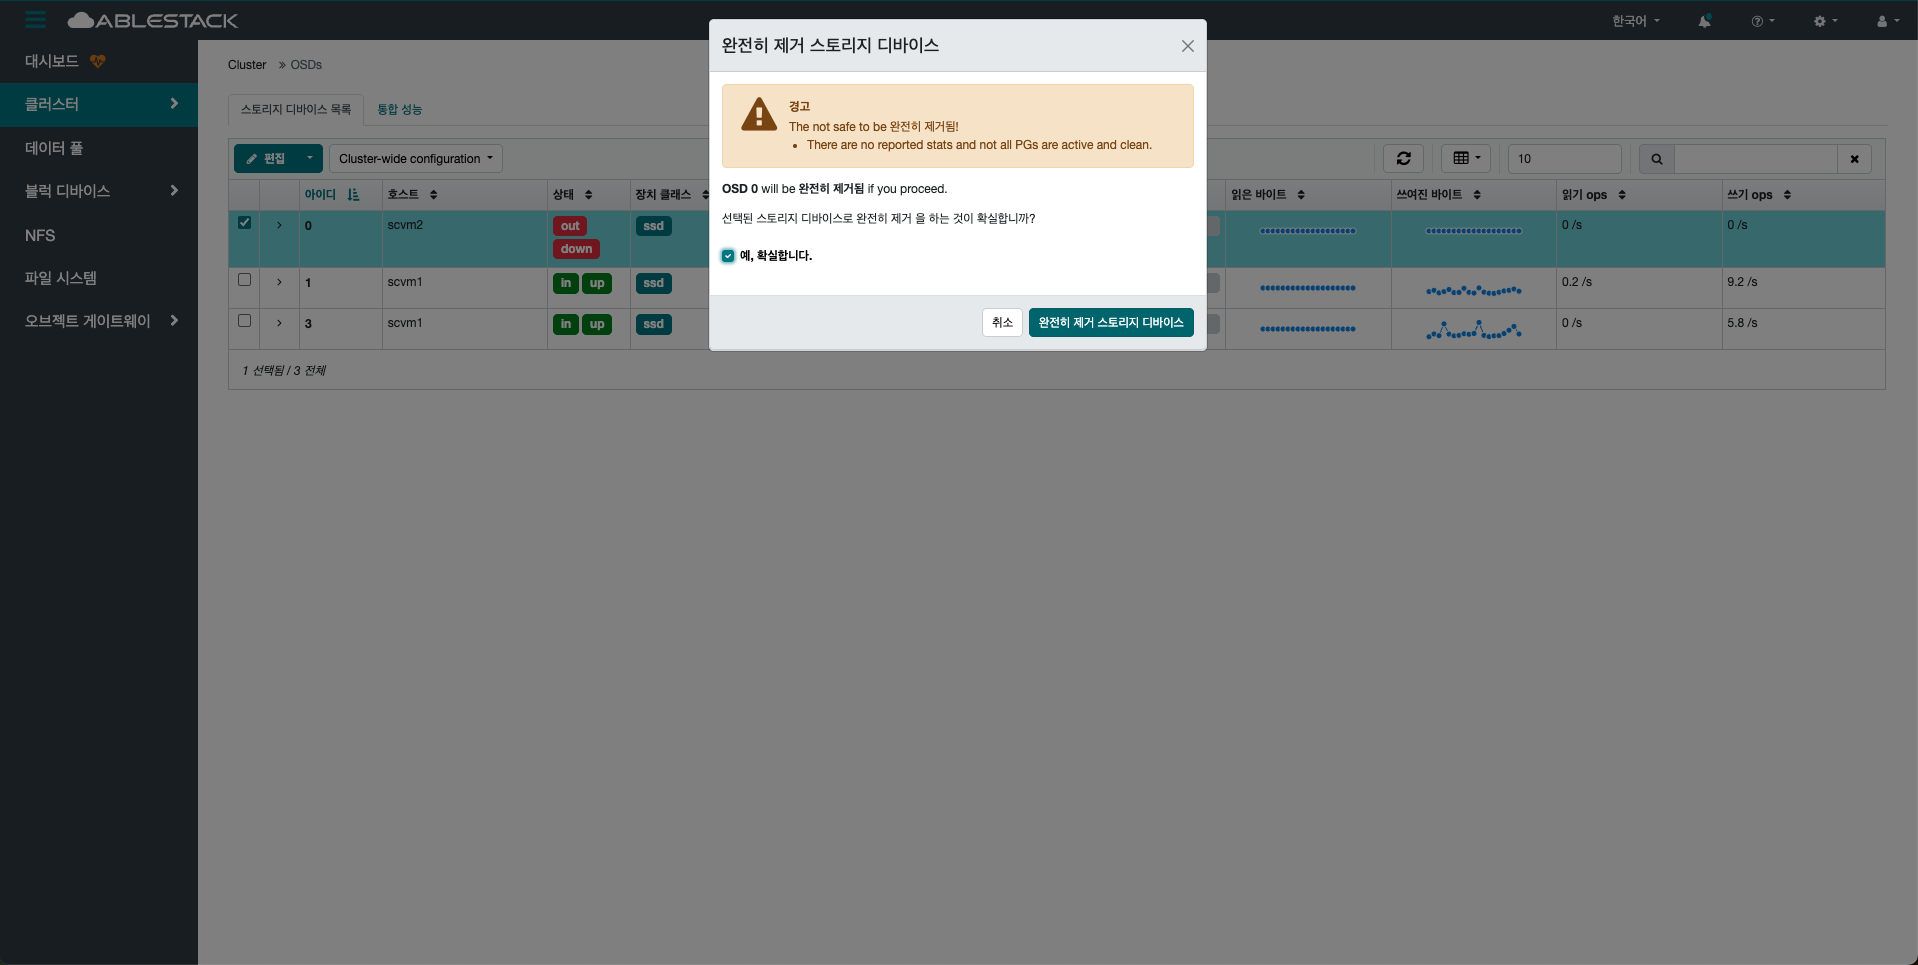 ABLESTACK
한국어
대시보드
클러스터
데이터 풀
블럭 디바이스
NFS
파일 시스템
오브젝트 게이트웨이
Cluster » OSDs
스토리지 디바이스 목록 통합 성능
편집 Cluster-wide configuration 10
아이디 호스트 상태 장치 클래스 읽은 바이트 쓰여진 바이트 읽기 ops 쓰기 ops
0 scvm2 out down ssd 0 /s 0 /s
1 scvm1 in up ssd 0.2 /s 9.2 /s
3 scvm1 in up ssd 0 /s 5.8 /s
1 선택됨 / 3 전체
완전히 제거 스토리지 디바이스
경고
The not safe to be 완전히 제거됨!
• There are no reported stats and not all PGs are active and clean.
OSD 0 will be 완전히 제거됨 if you proceed.
선택된 스토리지 디바이스로 완전히 제거 을 하는 것이 확실합니까?
예, 확실합니다.
취소 완전히 제거 스토리지 디바이스